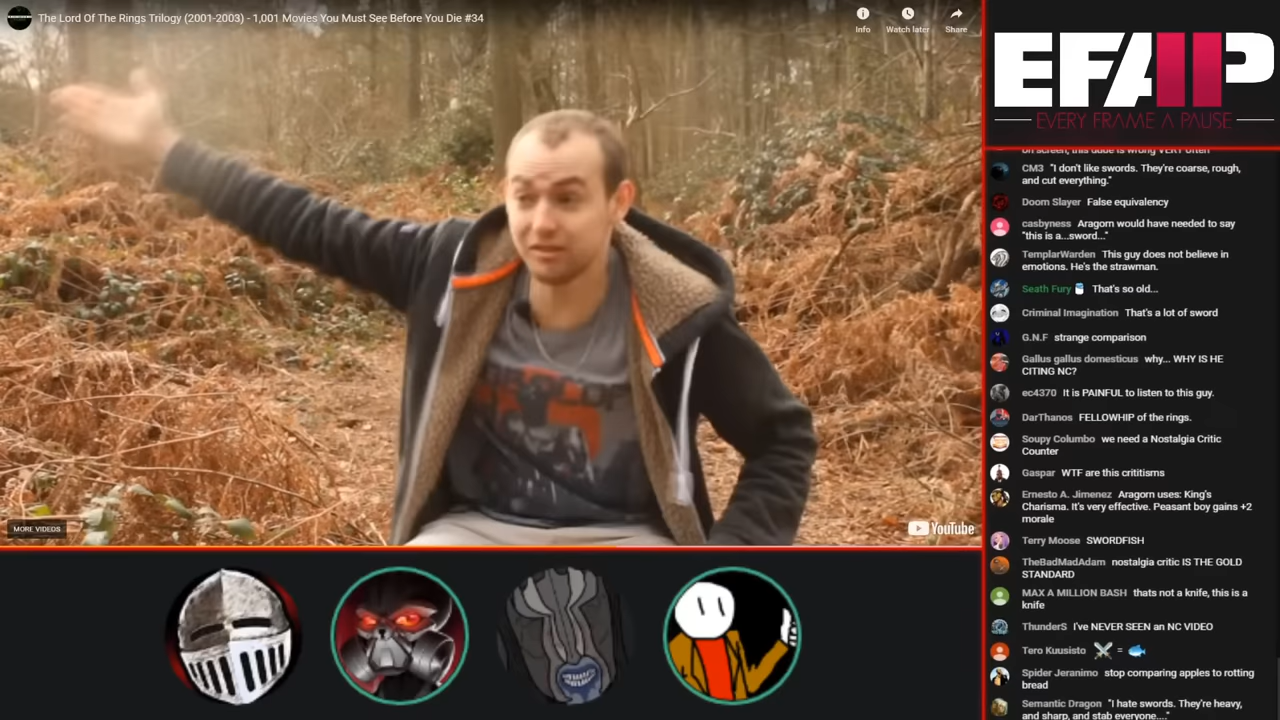 The Lord Of The Rings Trilogy (2001-2003) - 1,001 Movies You Must See Before You Die #34
Info
Watch later
Share
MORE VIDEOS
YouTube
EFAP
EVERY FRAME A PAUSE
on screen, this dude is wrong VERY often
CM3 "I don't like swords. They're coarse, rough,
and cut everything."
Doom Slayer False equivalency
casbyness Aragorn would have needed to say
"this is a...sword..."
TemplarWarden This guy does not believe in
emotions. He's the strawman.
Seath Fury That's so old...
Criminal Imagination That's a lot of sword
G.N.F strange comparison
Gallus gallus domesticus why... WHY IS HE
CITING NC?
ec4370 It is PAINFUL to listen to this guy.
DarThanos FELLOWHIP of the rings.
Soupy Columbo we need a Nostalgia Critic
Counter
Gaspar WTF are this crititisms
Ernesto A. Jimenez Aragorn uses: King's
Charisma. It's very effective. Peasant boy gains +2
morale
Terry Moose SWORDFISH
TheBadMadAdam nostalgia critic IS THE GOLD
STANDARD
MAX A MILLION BASH thats not a knife, this is a
knife
ThunderS I've NEVER SEEN an NC VIDEO
Tero Kuusisto =
Spider Jeranimo stop comparing apples to rotting
bread
Semantic Dragon "I hate swords. They're heavy,
and sharp, and stab everyone...."